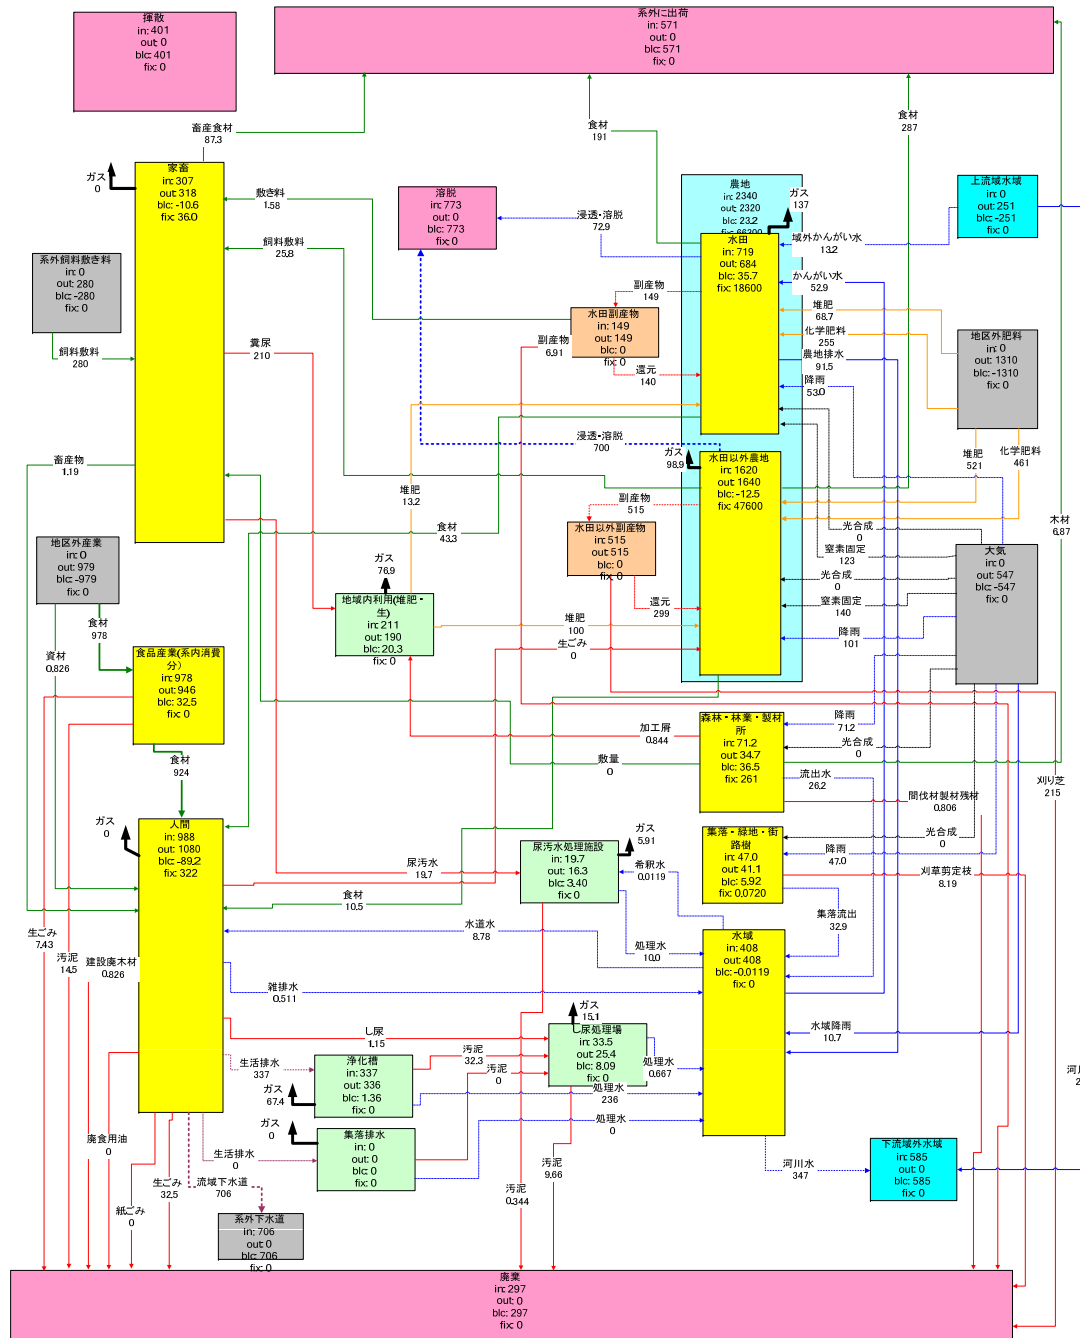 揮散
in: 401
out: 0
blc: 401
fix: 0
系外に出荷
in: 571
out: 0
blc: 571
fix: 0
畜産食材
87.3
食材
191
食材
287
ガス
0
家畜
in: 307
out: 318
blc: -10.6
fix: 36.0
敷き料
1.58
飼料敷料
25.8
溶脱
in: 773
out: 0
blc: 773
fix: 0
浸透・溶脱
72.9
農地
in: 2340
out: 2320
blc: 23.2
fix: 66200
ガス
137
水田
in: 719
out: 684
blc: 35.7
fix: 18600
上流域水域
in: 0
out: 251
blc: -251
fix: 0
域外かんがい水
13.2
かんがい水
52.9
堆肥
68.7
化学肥料
255
農地排水
91.5
降雨
53.0
系外飼料敷き料
in: 0
out: 280
blc: -280
fix: 0
飼料敷料
280
副産物
149
水田副産物
in: 149
out: 149
blc: 0
fix: 0
副産物
6.91
還元
140
糞尿
210
地区外肥料
in: 0
out: 1310
blc: -1310
fix: 0
堆肥
521
化学肥料
461
浸透・溶脱
700
ガス
98.9
水田以外農地
in: 1620
out: 1640
blc: -12.5
fix: 47600
畜産物
1.19
堆肥
13.2
食材
43.3
副産物
515
水田以外副産物
in: 515
out: 515
blc: 0
fix: 0
還元
299
光合成
0
窒素固定
123
光合成
0
窒素固定
140
降雨
101
大気
in: 0
out: 547
blc: -547
fix: 0
木材
6.87
地区外産業
in: 0
out: 979
blc: -979
fix: 0
食材
978
資材
0.826
ガス
76.9
地域内利用(堆肥・
生)
in: 211
out: 190
blc: 20.3
fix: 0
堆肥
100
生ごみ
0
食品産業(系内消費
分)
in: 978
out: 946
blc: 32.5
fix: 0
食材
924
加工屑
0.844
敷量
0
森林・林業・製材
所
in: 71.2
out: 34.7
blc: 36.5
fix: 261
降雨
71.2
光合成
0
流出水
26.2
間伐材製材残材
0.806
刈り芝
215
ガス
0
人間
in: 988
out: 1080
blc: -89.2
fix: 322
尿汚水
19.7
食材
10.5
尿汚水処理施設
in: 19.7
out: 16.3
blc: 3.40
fix: 0
ガス
5.91
希釈水
0.0119
集落・緑地・街
路樹
in: 47.0
out: 41.1
blc: 5.92
fix: 0.0720
光合成
0
降雨
47.0
刈草剪定枝
8.19
集落流出
32.9
生ごみ
7.43
汚泥
14.5
建設廃木材
0.826
水道水
8.78
処理水
10.0
水域
in: 408
out: 408
blc: -0.0119
fix: 0
雑排水
0.511
水域降雨
10.7
し尿
1.15
ガス
15.1
し尿処理場
in: 33.5
out: 25.4
blc: 8.09
fix: 0
処理水
0.667
生活排水
337
ガス
67.4
浄化槽
in: 337
out: 336
blc: 1.36
fix: 0
汚泥
32.3
汚泥
0
処理水
236
処理水
0
ガス
0
集落排水
in: 0
out: 0
blc: 0
fix: 0
廃食用油
0
生活排水
0
生ごみ
32.5
流域下水道
706
紙ごみ
0
系外下水道
in: 706
out: 0
blc: 706
fix: 0
汚泥
0.344
汚泥
9.66
河川水
347
下流域外水域
in: 585
out: 0
blc: 585
fix: 0
廃棄
in: 297
out: 0
blc: 297
fix: 0